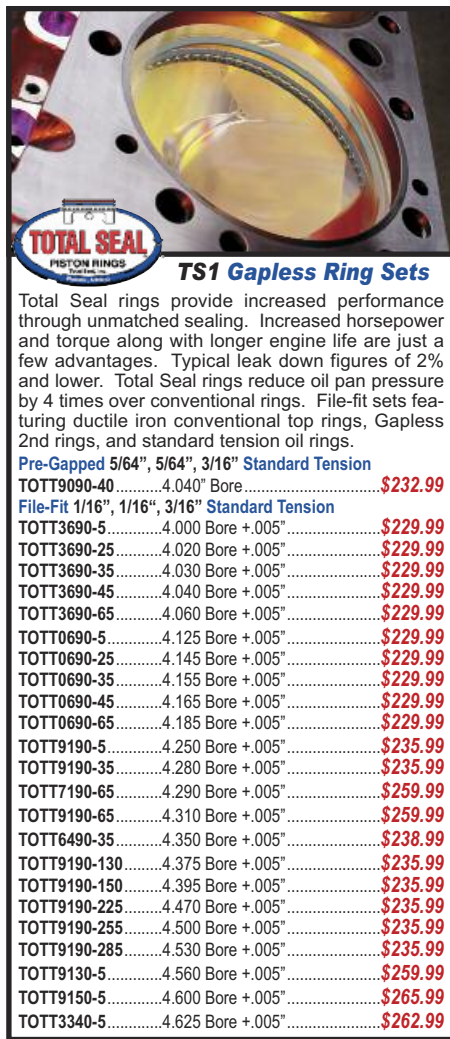 TOTAL SEAL
PISTON RINGS
TS1 Gapless Ring Sets
Total Seal rings provide increased performance
through unmatched sealing. Increased horsepower
and torque along with longer engine life are just a
few advantages. Typical leak down figures of 2%
and lower. Total Seal rings reduce oil pan pressure
by 4 times over conventional rings. File-fit sets fea-
turing ductile iron conventional top rings, Gapless
2nd rings, and standard tension oil rings.
Pre-Gapped 5/64”, 5/64”, 3/16” Standard Tension
TOTT9090-40............4.040” Bore....................................$232.99
File-Fit 1/16”, 1/16“, 3/16” Standard Tension
TOTT3690-5..............4.000 Bore +.005”........................$229.99
TOTT3690-25............4.020 Bore +.005”........................$229.99
TOTT3690-35............4.030 Bore +.005”........................$229.99
TOTT3690-45............4.040 Bore +.005”........................$229.99
TOTT3690-65............4.060 Bore +.005”........................$229.99
TOTT0690-5..............4.125 Bore +.005”........................$229.99
TOTT0690-25............4.145 Bore +.005”........................$229.99
TOTT0690-35............4.155 Bore +.005”........................$229.99
TOTT0690-45............4.165 Bore +.005”........................$229.99
TOTT0690-65............4.185 Bore +.005”........................$229.99
TOTT9190-5..............4.250 Bore +.005”........................$235.99
TOTT9190-35............4.280 Bore +.005”........................$235.99
TOTT7190-65............4.290 Bore +.005”........................$259.99
TOTT9190-65............4.310 Bore +.005”........................$259.99
TOTT6490-35............4.350 Bore +.005”........................$238.99
TOTT9190-130..........4.375 Bore +.005”........................$235.99
TOTT9190-150..........4.395 Bore +.005”........................$235.99
TOTT9190-225..........4.470 Bore +.005”........................$235.99
TOTT9190-255..........4.500 Bore +.005”........................$235.99
TOTT9190-285..........4.530 Bore +.005”........................$235.99
TOTT9130-5..............4.560 Bore +.005”........................$259.99
TOTT9150-5..............4.600 Bore +.005”........................$265.99
TOTT3340-5..............4.625 Bore +.005”........................$262.99